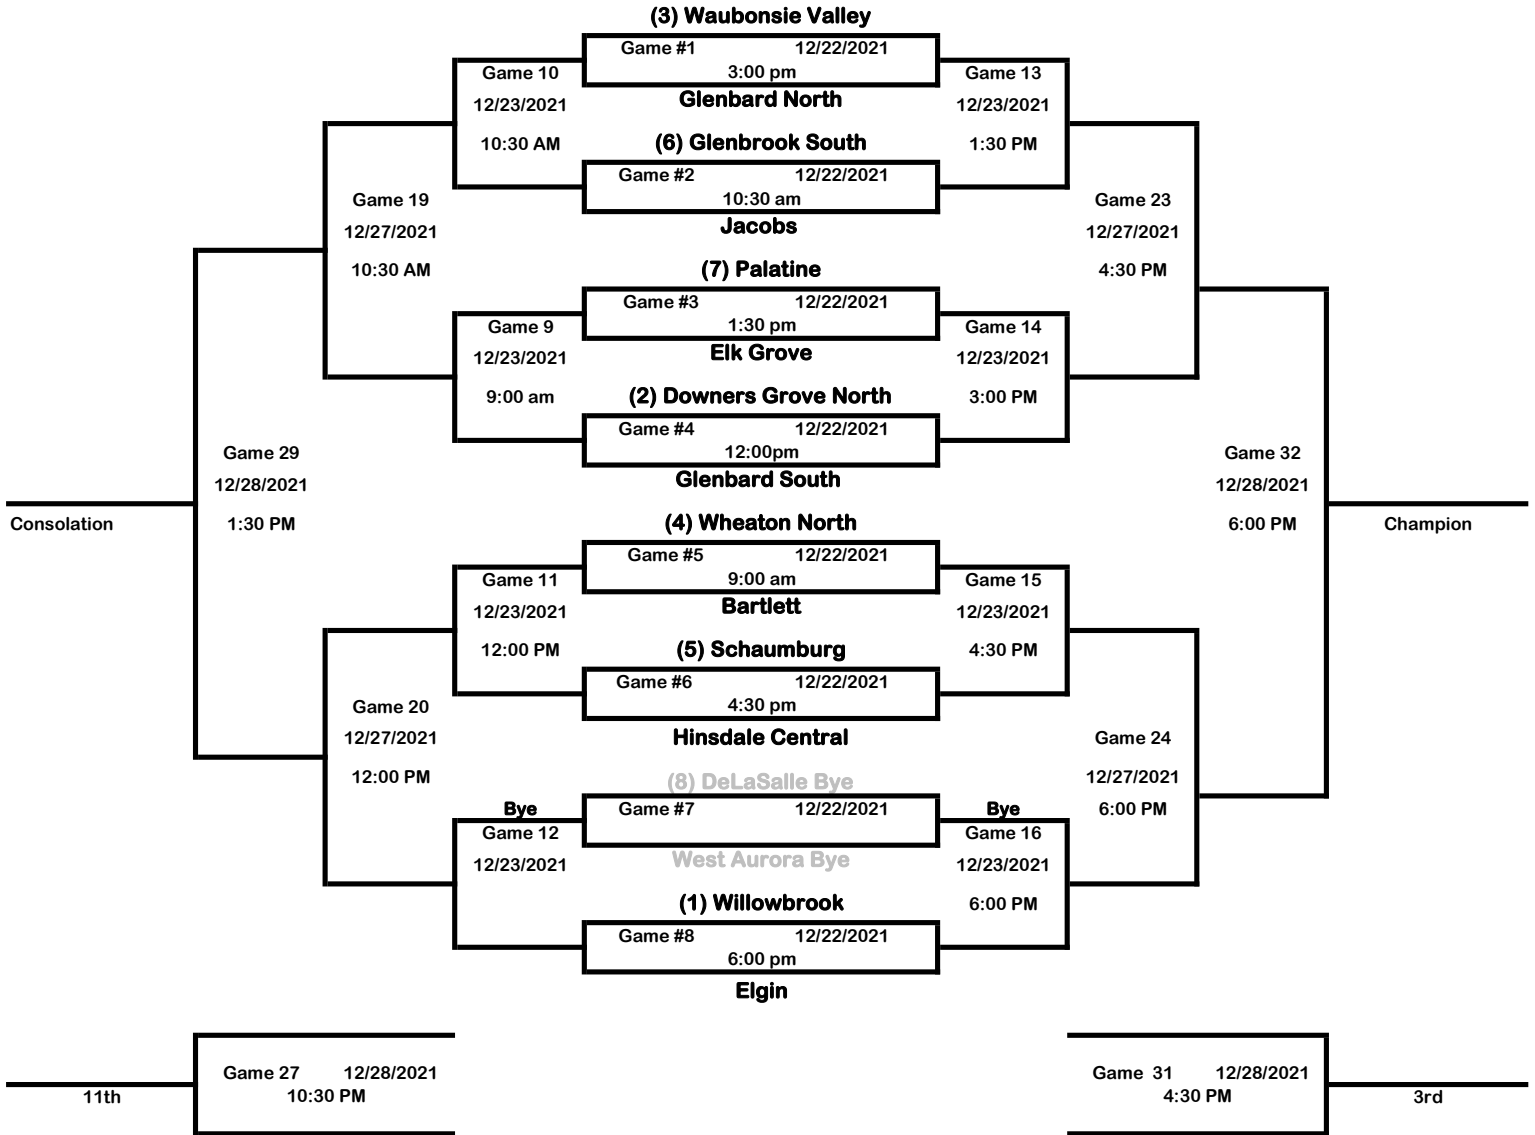 (3) Waubonsie Valley
Game #1 12/22/2021
Game 10 3:00 pm Game 13
12/23/2021 Glenbard North 12/23/2021
10:30 AM (6) Glenbrook South 1:30 PM
Game #2 12/22/2021
Game 19 10:30 am Game 23
12/27/2021 Jacobs 12/27/2021
10:30 AM (7) Palatine 4:30 PM
Game #3 12/22/2021
Game 9 1:30 pm Game 14
12/23/2021 Elk Grove 12/23/2021
9:00 am (2) Downers Grove North 3:00 PM
Game #4 12/22/2021
Game 29 12:00pm Game 32
12/28/2021 Glenbard South 12/28/2021
Consolation 1:30 PM (4) Wheaton North 6:00 PM Champion
Game #5 12/22/2021
Game 11 9:00 am Game 15
12/23/2021 Bartlett 12/23/2021
12:00 PM (5) Schaumburg 4:30 PM
Game #6 12/22/2021
Game 20 4:30 pm
12/27/2021 Hinsdale Central Game 24
12:00 PM (8) DeLaSalle Bye 12/27/2021
Bye Game #7 12/22/2021 Bye 6:00 PM
Game 12 Game 16
12/23/2021 West Aurora Bye 12/23/2021
(1) Willowbrook 6:00 PM
Game #8 12/22/2021
6:00 pm
Elgin
Game 27 12/28/2021 Game 31 12/28/2021
11th 10:30 PM 4:30 PM 3rd